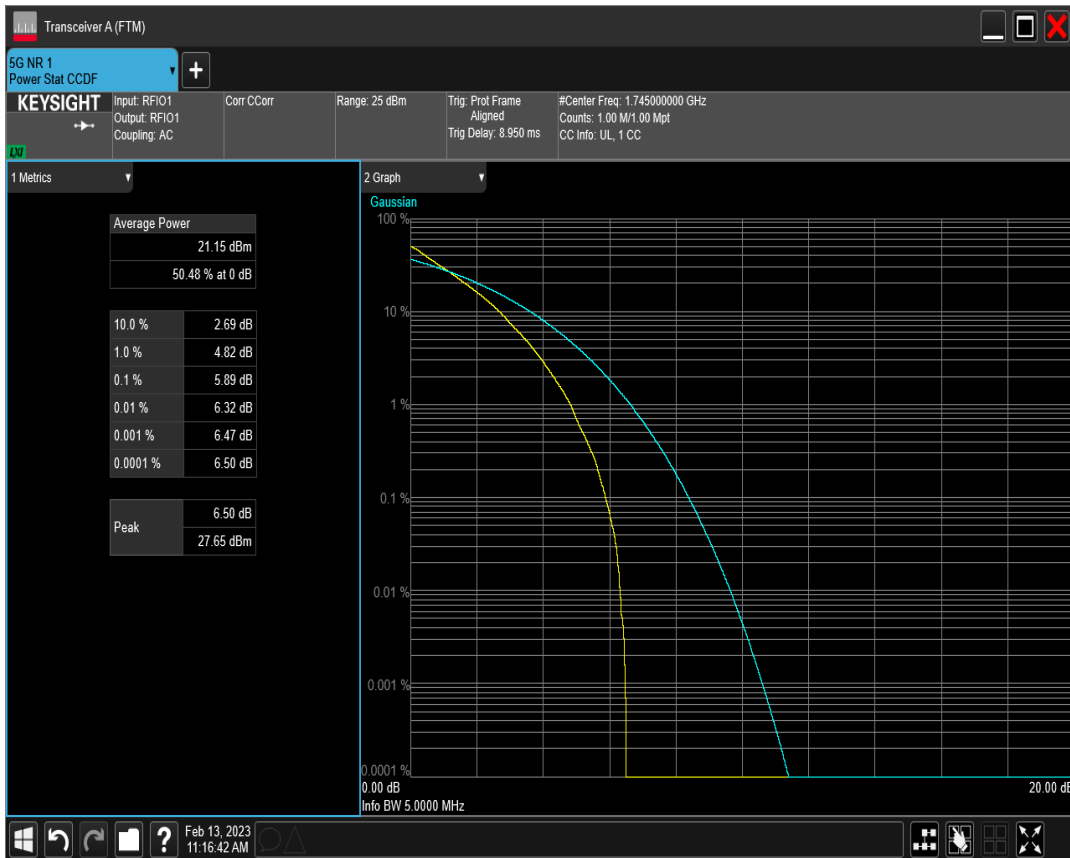 Transceiver A (FTM)
5G NR 1
Power Stat CCDF
+
KEYSIGHT
LXI
Input: RFIO1
Output: RFIO1
Coupling: AC
Corr CCorr
Range: 25 dBm
Trig: Prot Frame
Aligned
Trig Delay: 8.950 ms
#Center Freq: 1.745000000 GHz
Counts: 1.00 M/1.00 Mpt
CC Info: UL, 1 CC
1 Metrics
Average Power
21.15 dBm
50.48 % at 0 dB
10.0 % 2.69 dB
1.0 % 4.82 dB
0.1 % 5.89 dB
0.01 % 6.32 dB
0.001 % 6.47 dB
0.0001 % 6.50 dB
Peak
6.50 dB
27.65 dBm
2 Graph
Gaussian
100 %
10 %
1 %
0.1 %
0.01 %
0.001 %
0.0001 %
0.00 dB
20.00 dB
Info BW 5.0000 MHz
?
Feb 13, 2023
11:16:42 AM